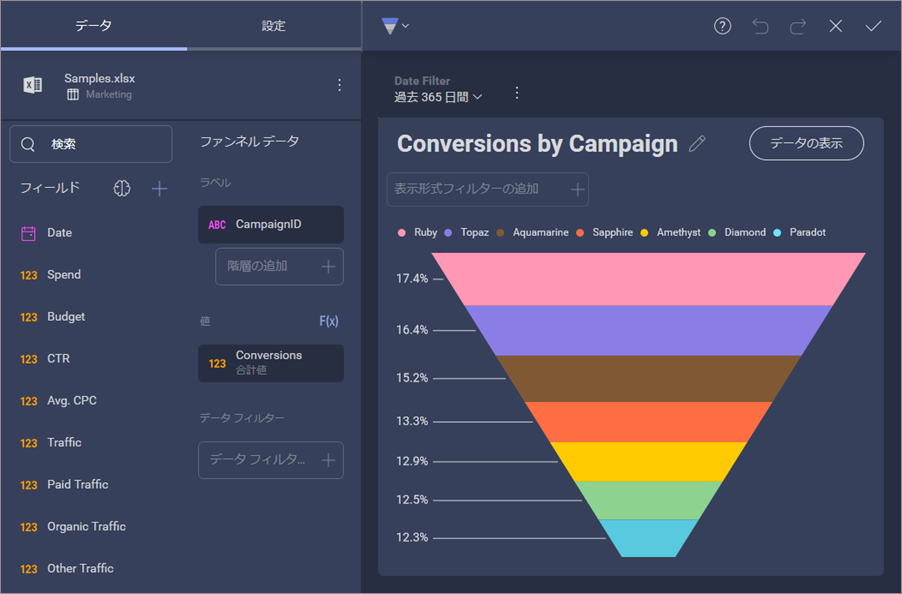 データ
設定
Samples.xlsx
Marketing
検索
フィールド
Date
123 Spend
123 Budget
123 CTR
123 Avg. CPC
123 Traffic
123 Paid Traffic
123 Organic Traffic
123 Other Traffic
ファンネル データ
ラベル
ABC CampaignID
階層の追加
値 F(x)
123 Conversions
合計値
データ フィルター
データ フィルタ...
Date Filter
過去 365 日間
Conversions by Campaign
データの表示
表示形式フィルターの追加
Ruby Topaz Aquamarine Sapphire Amethyst Diamond Paradot
17.4%
16.4%
15.2%
13.3%
12.9%
12.5%
12.3%